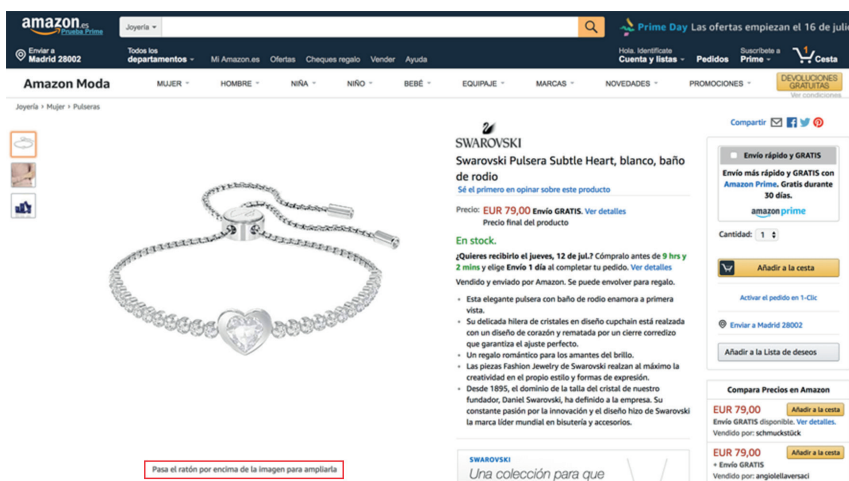 amazon.es
Prueba Prime
Joyería
Prime Day Las ofertas empiezan el 16 de julio
Enviar a
Madrid 28002
Todos los
departamentos
Mi Amazon.es Ofertas Cheques regalo Vender Ayuda
Hola. Identifícate
Cuenta y listas
Pedidos
Suscríbete a
Prime
1
Cesta
Amazon Moda
MUJER HOMBRE NIÑA NIÑO BEBÉ EQUIPAJE MARCAS NOVEDADES PROMOCIONES
DEVOLUCIONES
GRATUITAS
Ver condiciones
Joyería › Mujer › Pulseras
SWAROVSKI
Swarovski Pulsera Subtle Heart, blanco, baño
de rodio
Sé el primero en opinar sobre este producto
Precio: EUR 79,00 Envío GRATIS. Ver detalles
Precio final del producto
En stock.
¿Quieres recibirlo el jueves, 12 de jul.? Cómpralo antes de 9 hrs y
2 mins y elige Envío 1 día al completar tu pedido. Ver detalles
Vendido y enviado por Amazon. Se puede envolver para regalo.
• Esta elegante pulsera con baño de rodio enamora a primera
vista.
• Su delicada hilera de cristales en diseño cupchain está realzada
con un diseño de corazón y rematada por un cierre corredizo
que garantiza el ajuste perfecto.
• Un regalo romántico para los amantes del brillo.
• Las piezas Fashion Jewelry de Swarovski realzan al máximo la
creatividad en el propio estilo y formas de expresión.
• Desde 1895, el dominio de la talla del cristal de nuestro
fundador, Daniel Swarovski, ha definido a la empresa. Su
constante pasión por la innovación y el diseño hizo de Swarovski
la marca líder mundial en bisutería y accesorios.
SWAROVSKI
Una colección para que
Pasa el ratón por encima de la imagen para ampliarla
Compartir
Envío rápido y GRATIS
Envío más rápido y GRATIS con
Amazon Prime. Gratis durante
30 días.
amazon prime
Cantidad: 1
Añadir a la cesta
Activar el pedido en 1-Clic
Enviar a Madrid 28002
Añadir a la Lista de deseos
Compara Precios en Amazon
EUR 79,00 Añadir a la cesta
Envío GRATIS disponible. Ver detalles.
Vendido por: schmuckstück
EUR 79,00 Añadir a la cesta
+ Envío GRATIS
Vendido por: angiolellaversaci